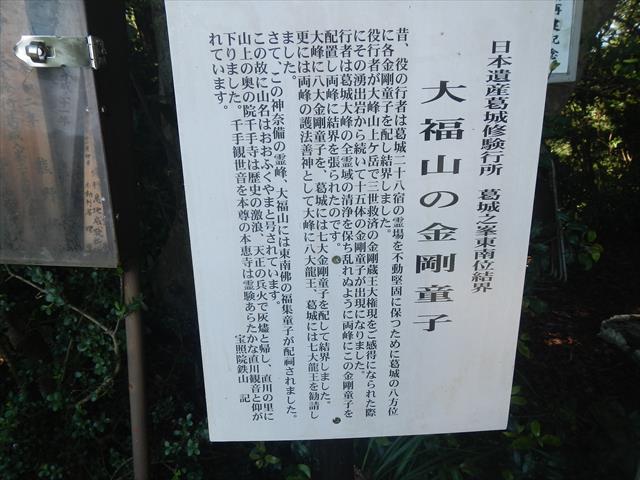 日本遺産葛城修験行所　葛城之峯東南位結界
大福山の金剛童子
昔、役の行者は葛城二十八宿の霊場を不動堅固に保つために葛城の八方位
に各金剛童子を配し結界しました。
役行者が大峰山上ケ岳で三世救済の金剛蔵王大権現をご感得になられた際
にその湧出岩から続いて十五体の金剛童子が出現になりました。
行者は葛城大峰の全霊域の清浄を保ち乱れぬように両峰にこの金剛童子を
配置し両峰に結界を張られたのです。
大峰に八大金剛童子を、葛城には七大金剛童子を配して結界しました。
更には両峰の護法善神として大峰に八大龍王、葛城には七大龍王を勧請し
ました。
さて、この神奈備の霊峰、大福山には東南佛の福集童子が配祠されました。
この故に山名はおおふくやまと号されています。
山上の奥の院千手寺は歴史の激浪、天正の兵火で灰燼と帰し、直川の里に
下りました。千手観世音を本尊の本恵寺は霊験あらたかな直川観音と仰が
れています。
宝照院鉄山　記